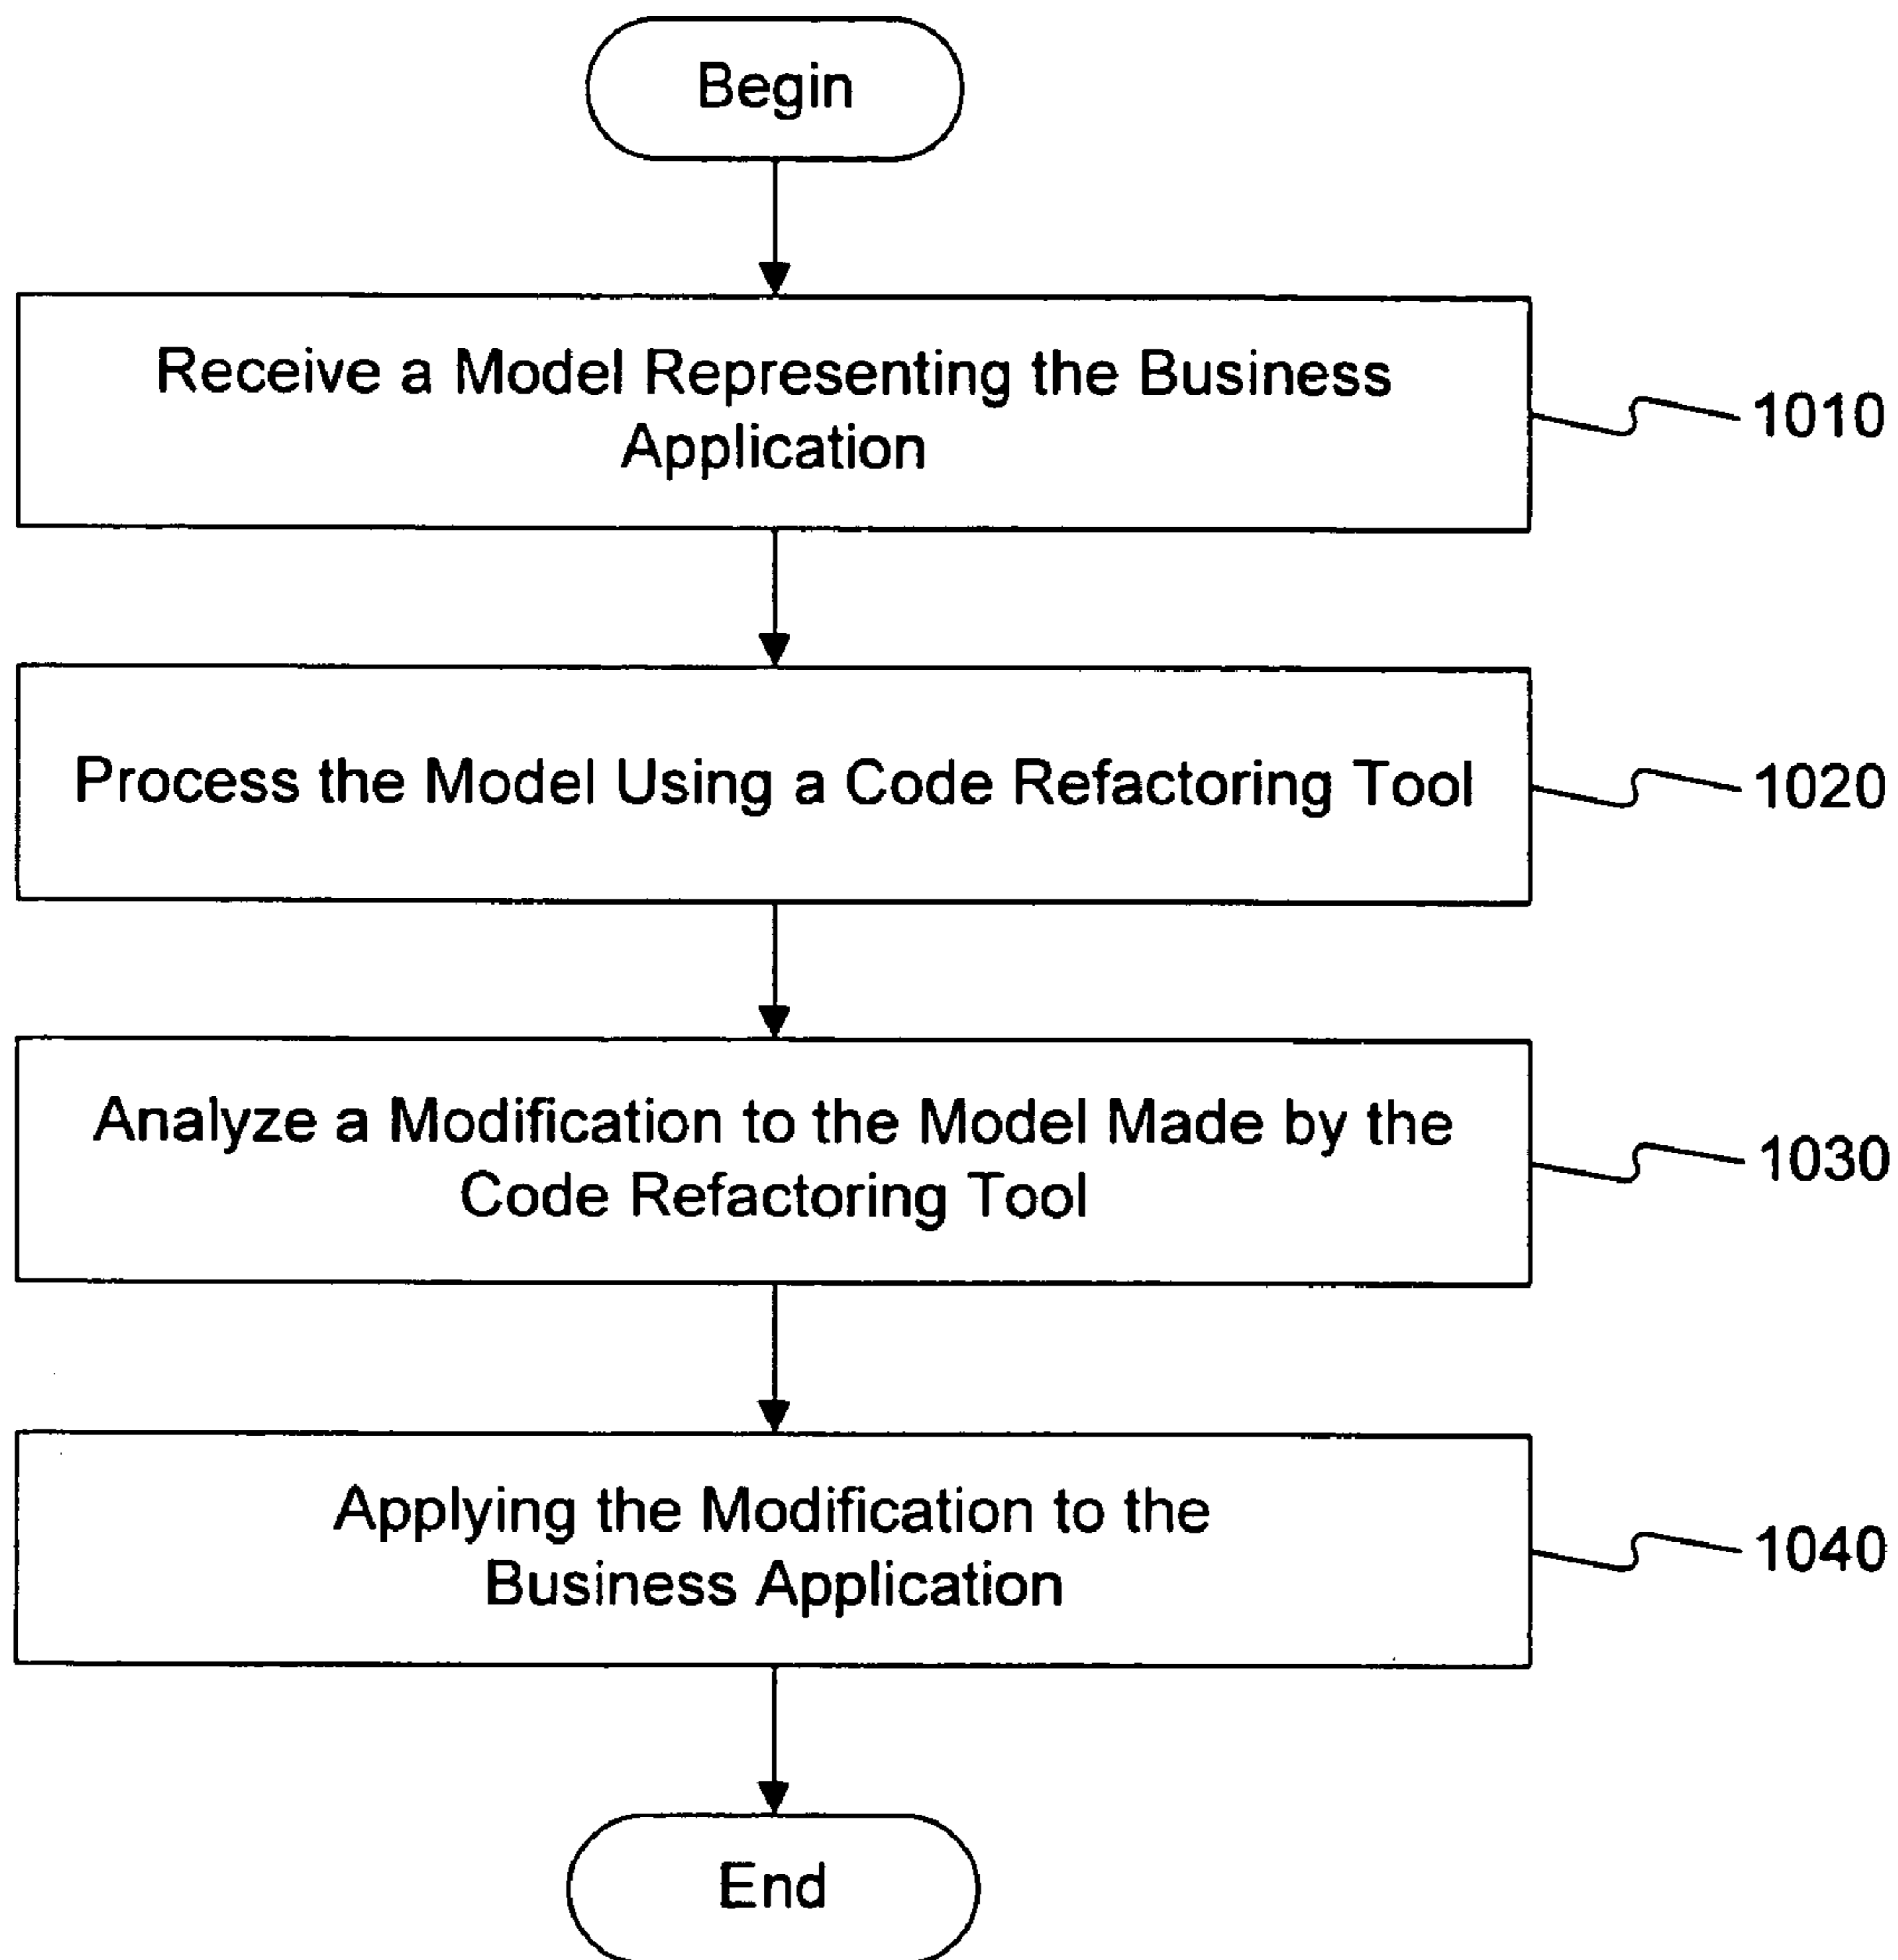 Begin
Receive a Model Representing the Business
Application
1010
Process the Model Using a Code Refactoring Tool
1020
Analyze a Modification to the Model Made by the
Code Refactoring Tool
1030
Applying the Modification to the
Business Application
1040
End